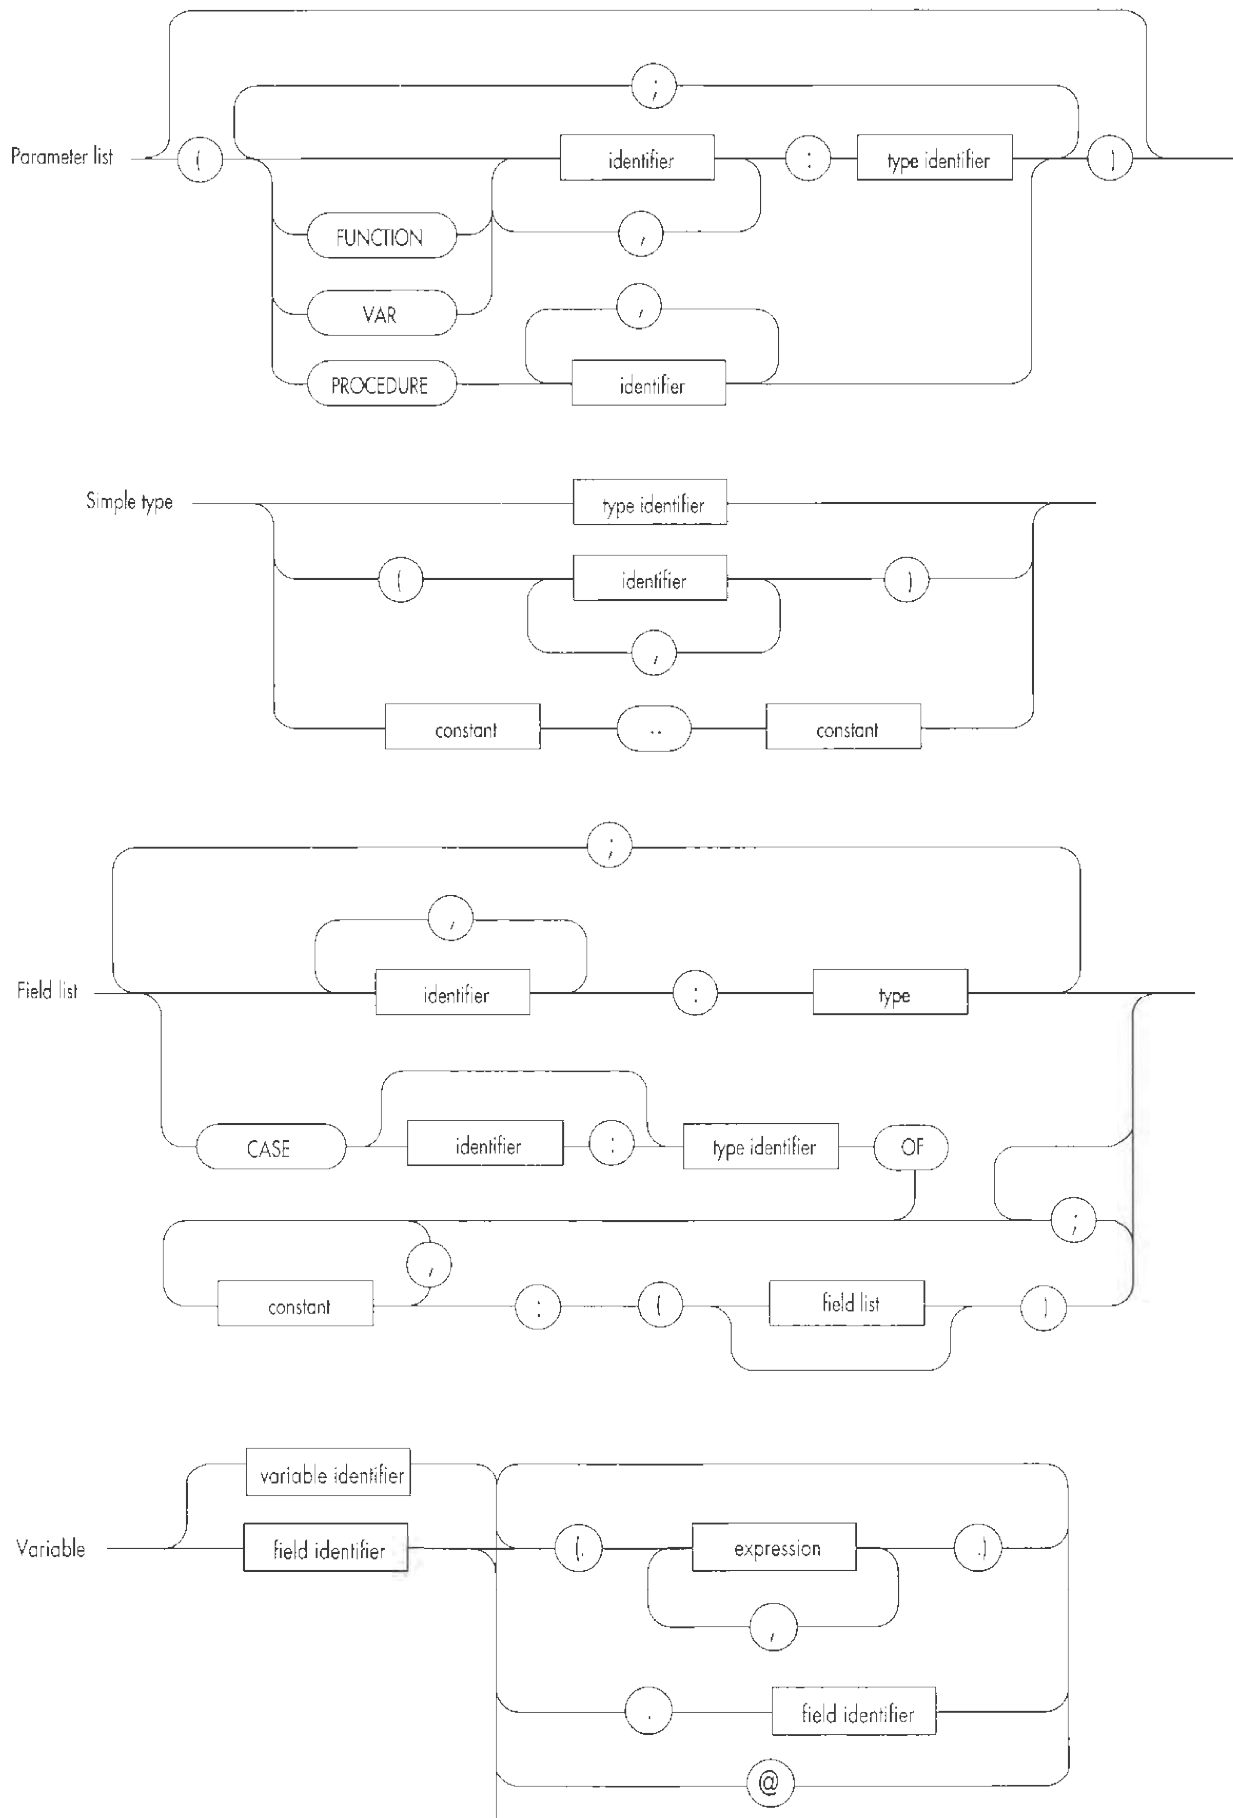 ;
Parameter list ( identifier : type identifier )
FUNCTION ,
VAR ,
PROCEDURE identifier
Simple type type identifier
( identifier )
,
constant .. constant
;
,
Field list identifier : type
CASE identifier : type identifier OF
;
,
constant : ( field list )
variable identifier
Variable field identifier (. expression .)
,
. field identifier
@